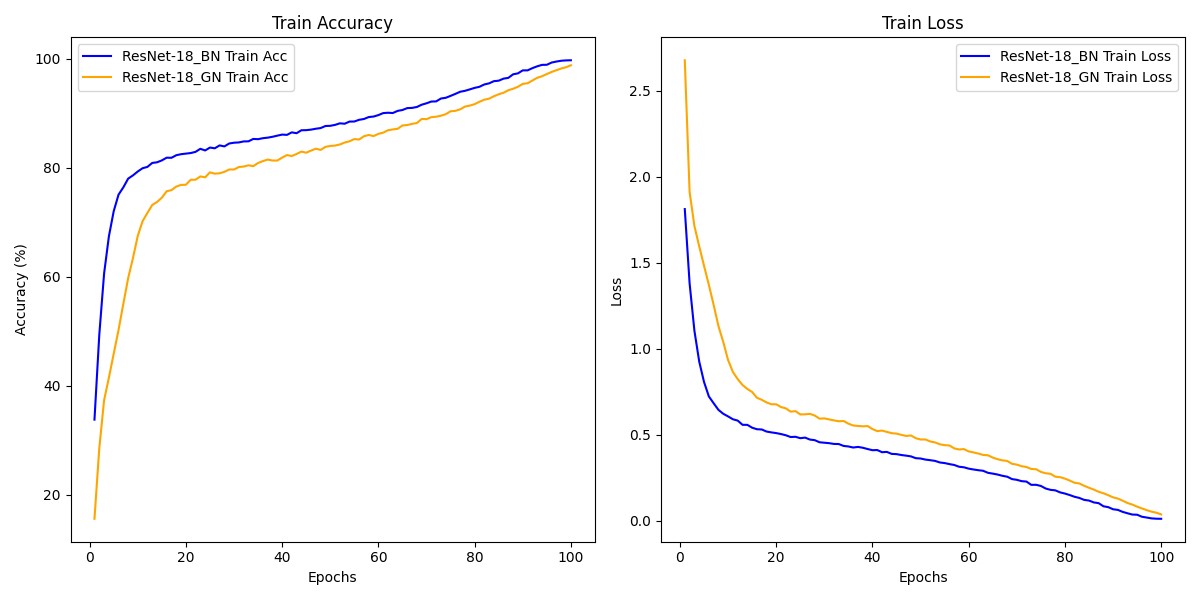 Train Accuracy
ResNet-18_BN Train Acc
ResNet-18_GN Train Acc
100
80
60
40
20
Accuracy (%)
0 20 40 60 80 100
Epochs
Train Loss
ResNet-18_BN Train Loss
ResNet-18_GN Train Loss
2.5
2.0
1.5
1.0
0.5
0.0
Loss
0 20 40 60 80 100
Epochs